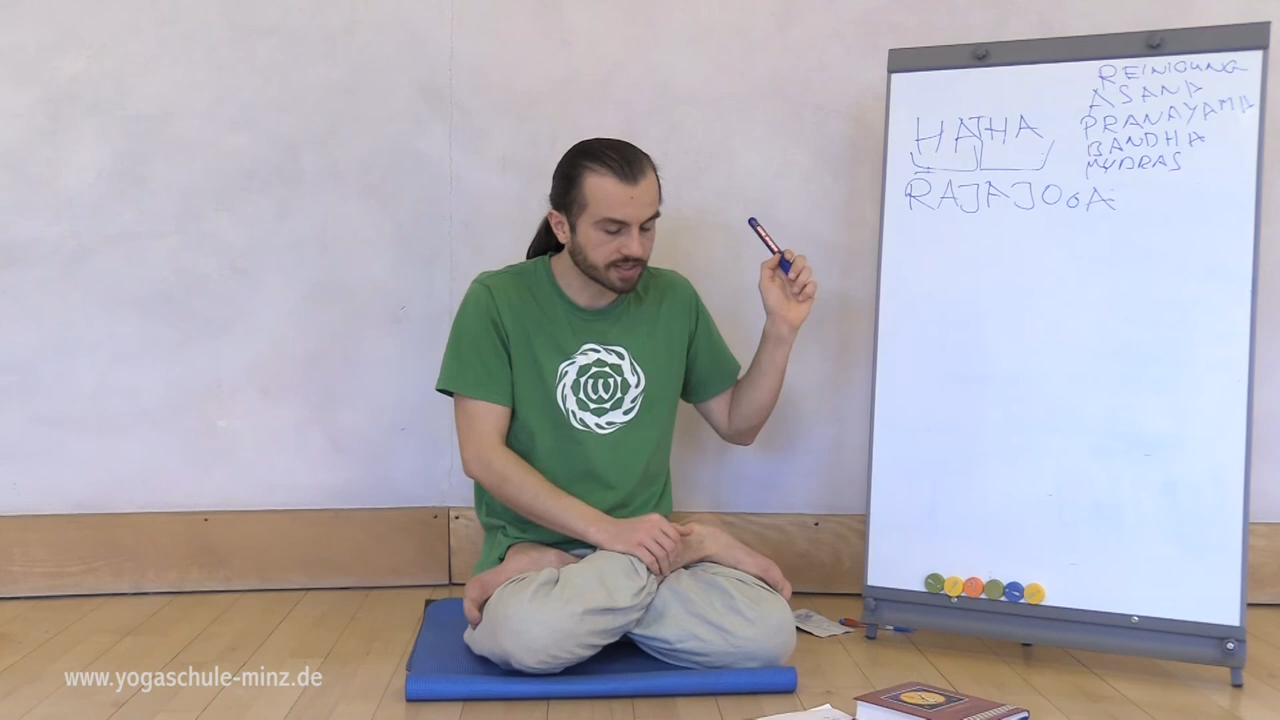 REINIGUNG
ASANA
PRANAYAMA
BANDHA
MUDRAS
HATHA
RAJAJOGA
W
www.yogaschule-minz.de